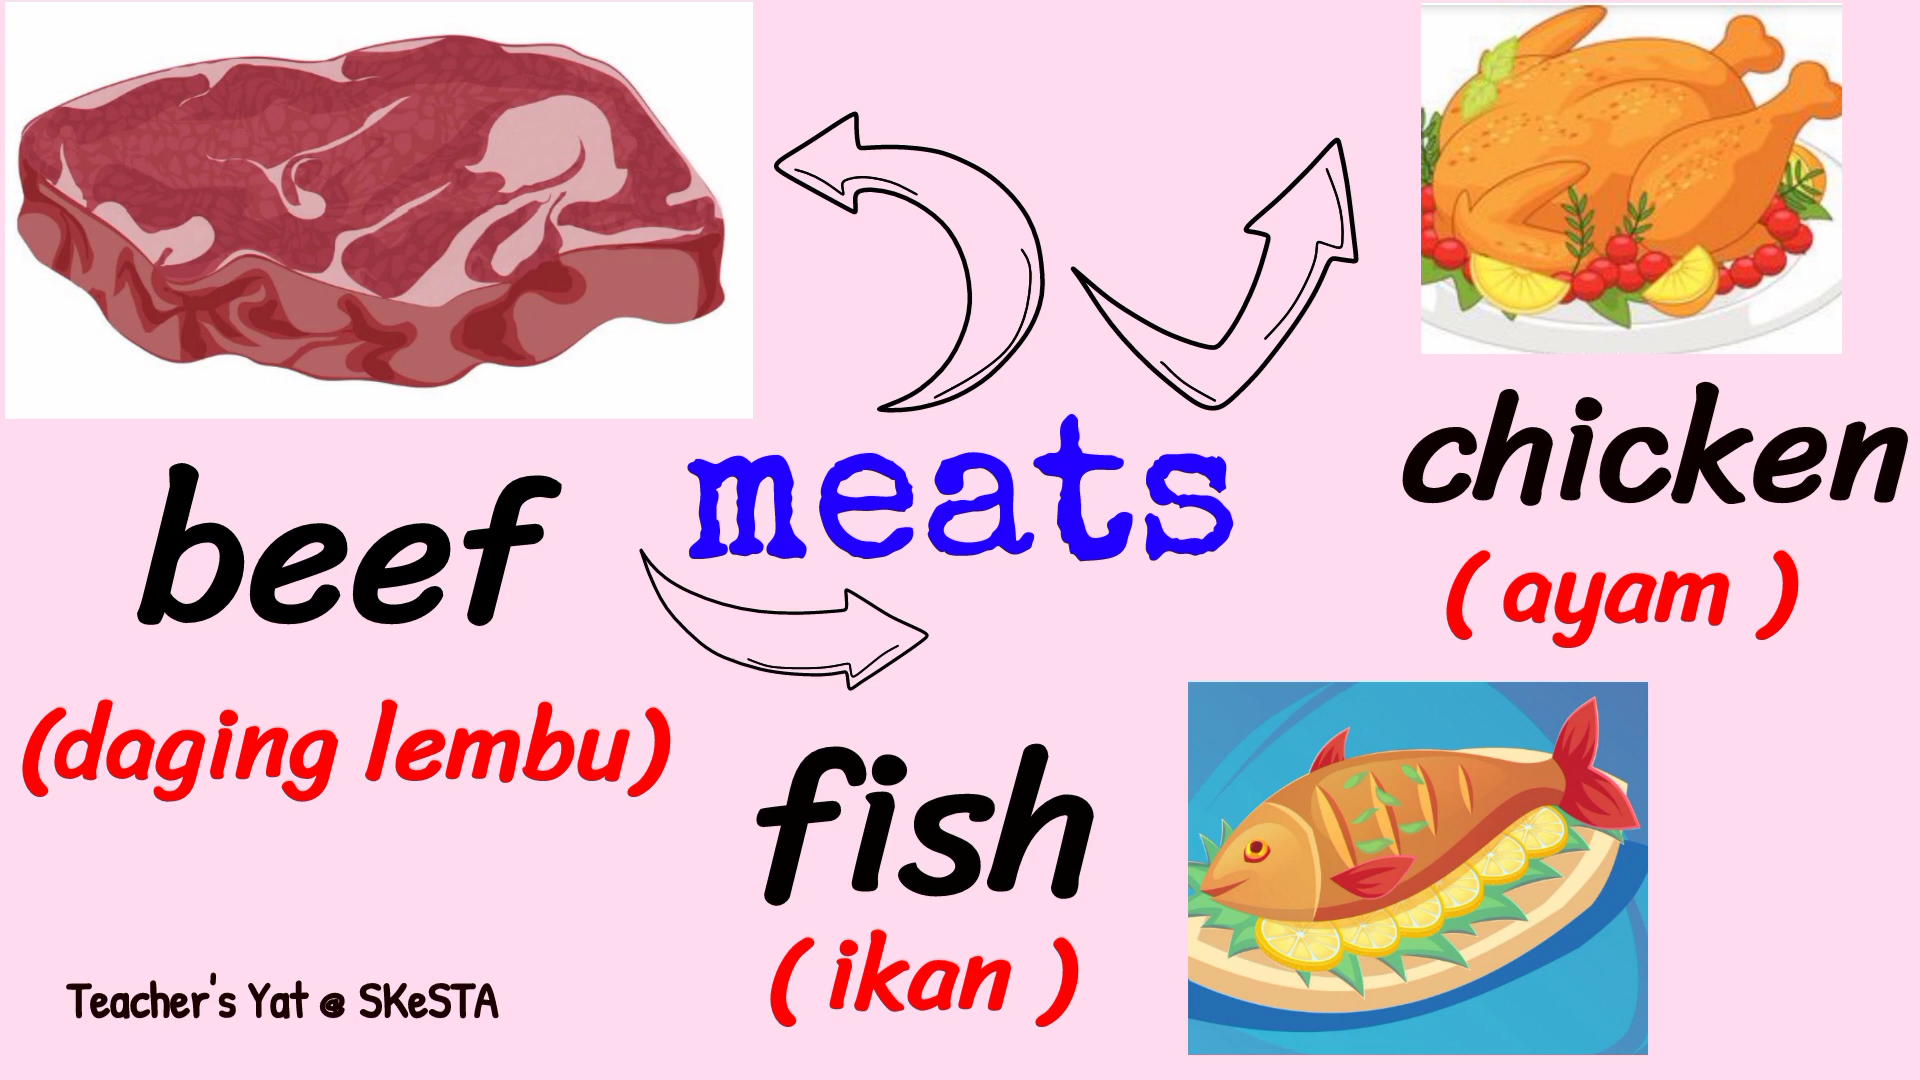 meats
beef
(daging lembu)
chicken
( ayam )
fish
( ikan )
Teacher's Yat @ SKeSTA